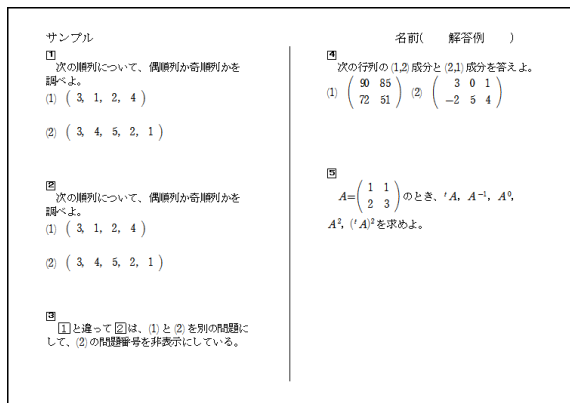 サンプル
名前(　解答例　)
1
次の順列について、偶順列か奇順列かを
調べよ。
(1) ( 3, 1, 2, 4 )
(2) ( 3, 4, 5, 2, 1 )
2
次の順列について、偶順列か奇順列かを
調べよ。
(1) ( 3, 1, 2, 4 )
(2) ( 3, 4, 5, 2, 1 )
3
1と違って2は、(1)と(2)を別の問題に
して、(2)の問題番号を非表示にしている。
4
次の行列の(1,2)成分と(2,1)成分を答えよ。
(1) ( 90 85 ) (2) ( 3 0 1 )
( 72 51 ) ( −2 5 4 )
5
( 1 1 )
A=( 2 3 )のとき、ᵗA, A⁻¹, A⁰,
A², (ᵗA)²を求めよ。